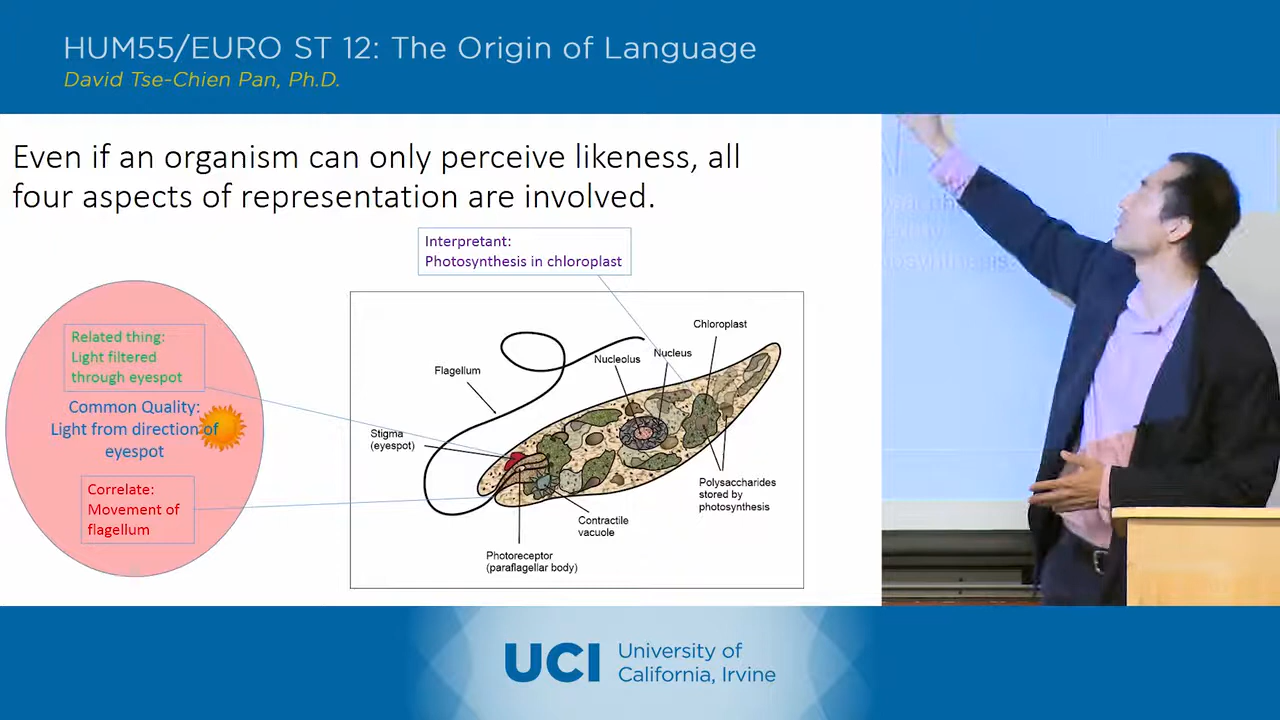 HUM55/EURO ST 12: The Origin of Language
David Tse-Chien Pan, Ph.D.
Even if an organism can only perceive likeness, all
four aspects of representation are involved.
Interpretant:
Photosynthesis in chloroplast
Related thing:
Light filtered
through eyespot
Common Quality:
Light from direction of
eyespot
Correlate:
Movement of
flagellum
Chloroplast
Nucleus
Nucleolus
Flagellum
Stigma
(eyespot)
Polysaccharides
stored by
photosynthesis
Contractile
vacuole
Photoreceptor
(paraflagellar body)
UCI
University of
California, Irvine